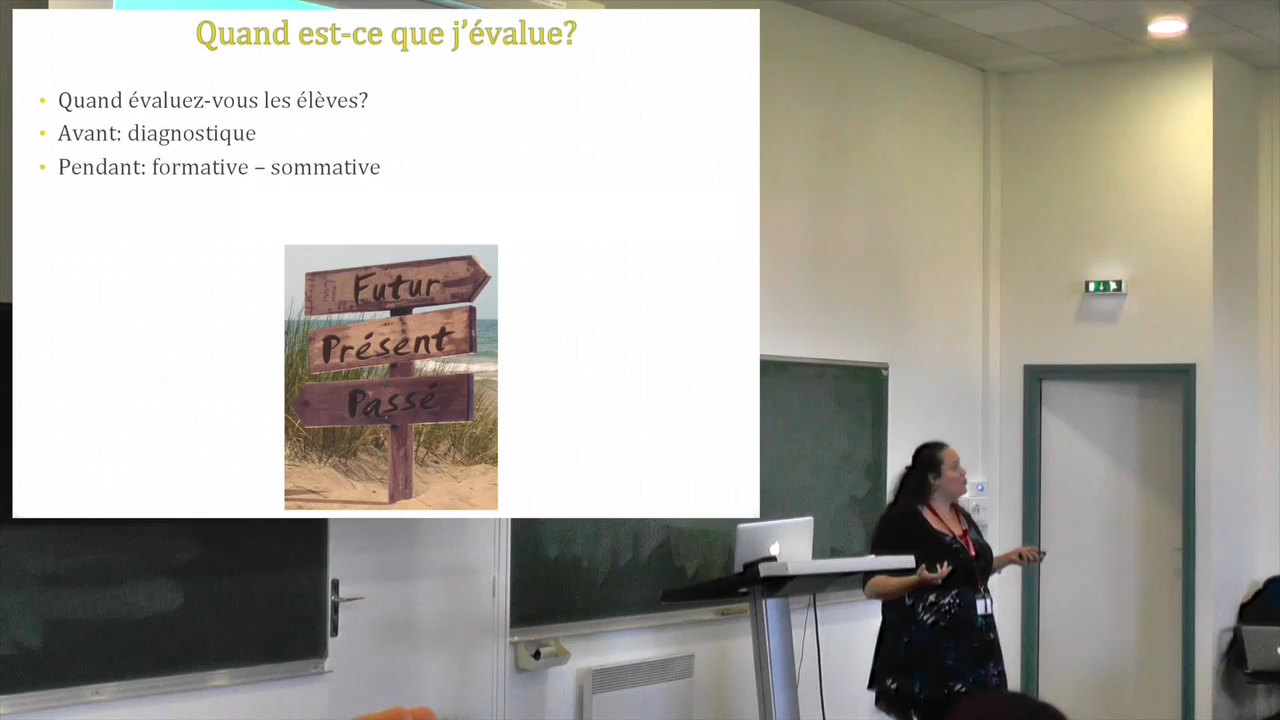 Quand est-ce que j’évalue?
• Quand évaluez-vous les élèves?
• Avant: diagnostique
• Pendant: formative – sommative
Futur
Présent
Passé